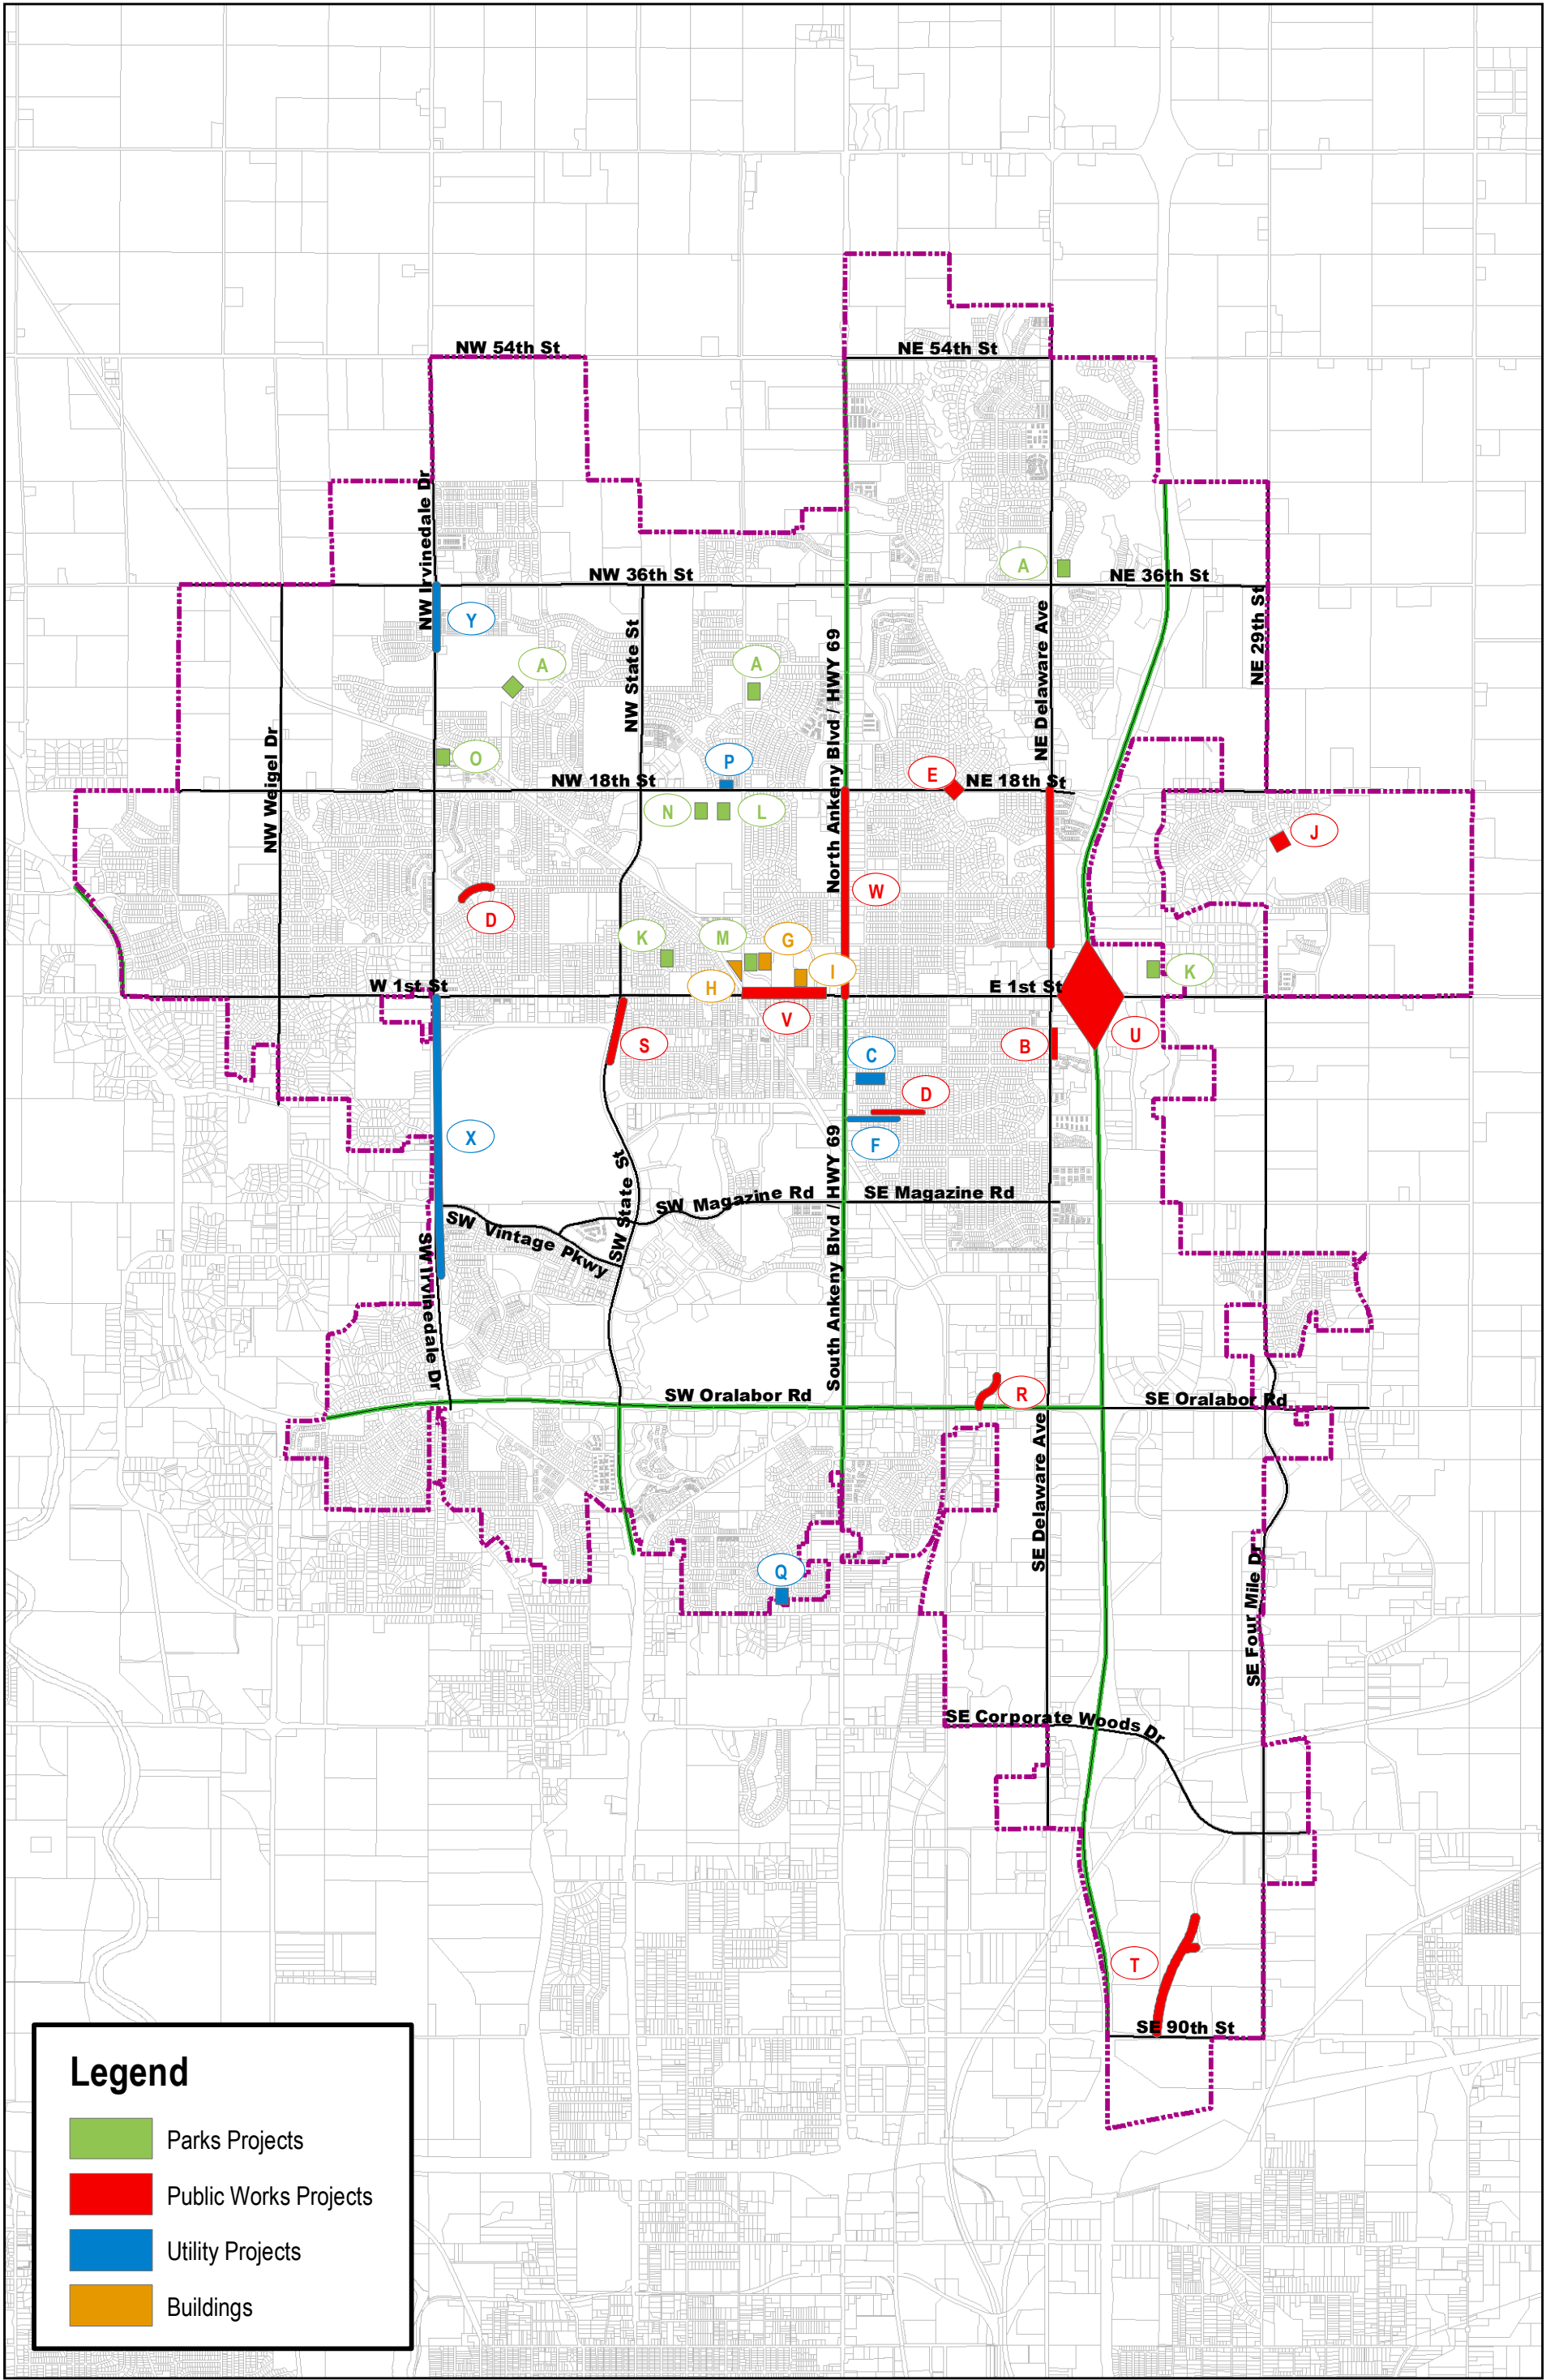 NW 54th St
NE 54th St
NW Irvinedale Dr
A
NW 36th St
NE 36th St
Y
NE 29th St
NE Delaware Ave
NW State St
North Ankeny Blvd / HWY 69
A
A
NW Weigel Dr
O
P
E
NW 18th St
NE 18th St
N
L
J
W
D
K
M
G
K
H
I
W 1st St
E 1st St
V
U
S
B
C
D
F
X
SW State St
SW Magazine Rd
SE Magazine Rd
South Ankeny Blvd / HWY 69
SW Vintage Pkwy
SW Irvinedale Dr
SW Oralabor Rd
R
SE Oralabor Rd
SE Delaware Ave
Q
SE Four Mile Dr
SE Corporate Woods Dr
T
SE 90th St
Legend
Parks Projects
Public Works Projects
Utility Projects
Buildings